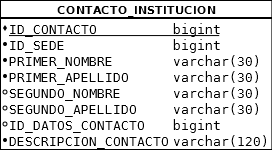 CONTACTO_INSTITUCION
ID_CONTACTO bigint
ID_SEDE bigint
PRIMER_NOMBRE varchar(30)
PRIMER_APELLIDO varchar(30)
SEGUNDO_NOMBRE varchar(30)
SEGUNDO_APELLIDO varchar(30)
ID_DATOS_CONTACTO bigint
DESCRIPCION_CONTACTO varchar(120)